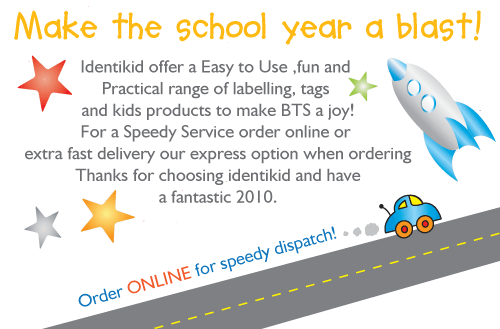 Make the school year a blast!
Identikid offer a Easy to Use ,fun and
Practical range of labelling, tags
and kids products to make BTS a joy!
For a Speedy Service order online or
extra fast delivery our express option when ordering
Thanks for choosing identikid and have
a fantastic 2010.
Order ONLINE for speedy dispatch!